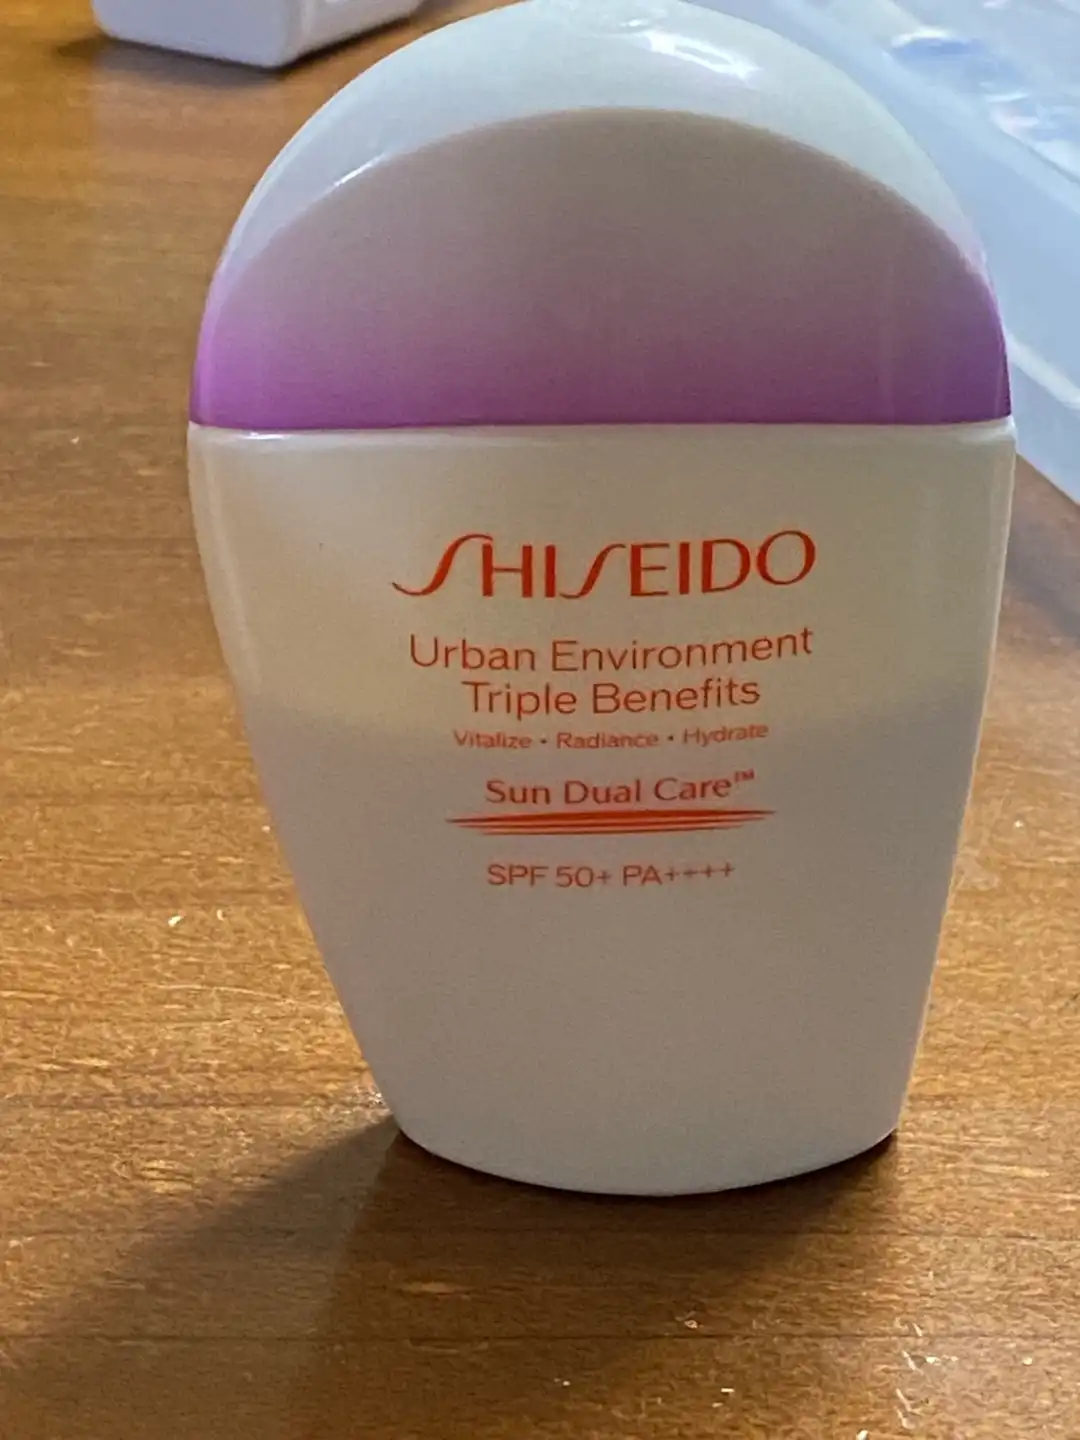 SHISEIDO
Urban Environment
Triple Benefits
Vitalize • Radiance • Hydrate
Sun Dual Care™
SPF 50+ PA++++